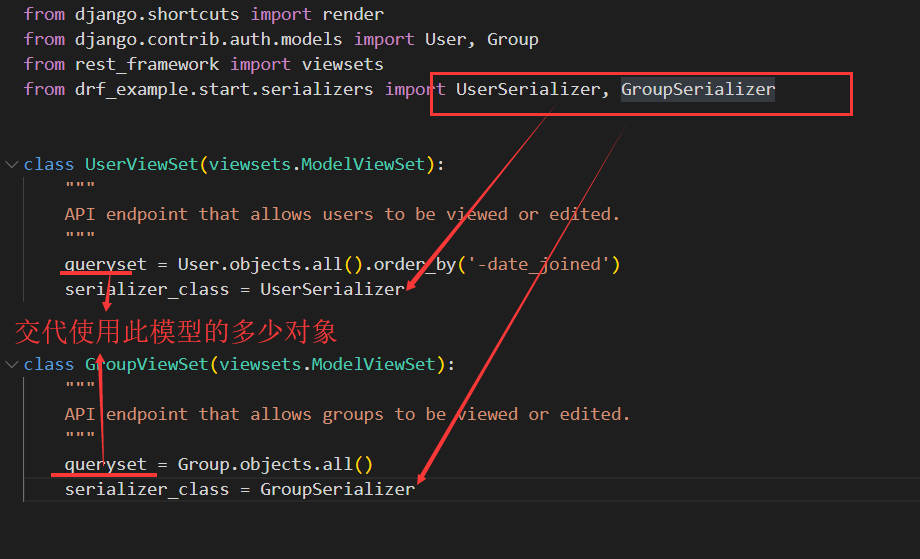 from django.shortcuts import render
from django.contrib.auth.models import User, Group
from rest_framework import viewsets
from drf_example.start.serializers import UserSerializer, GroupSerializer
class UserViewSet(viewsets.ModelViewSet):
"""
API endpoint that allows users to be viewed or edited.
"""
queryset = User.objects.all().order_by('-date_joined')
serializer_class = UserSerializer
交代使用此模型的多少对象
class GroupViewSet(viewsets.ModelViewSet):
"""
API endpoint that allows groups to be viewed or edited.
"""
queryset = Group.objects.all()
serializer_class = GroupSerializer